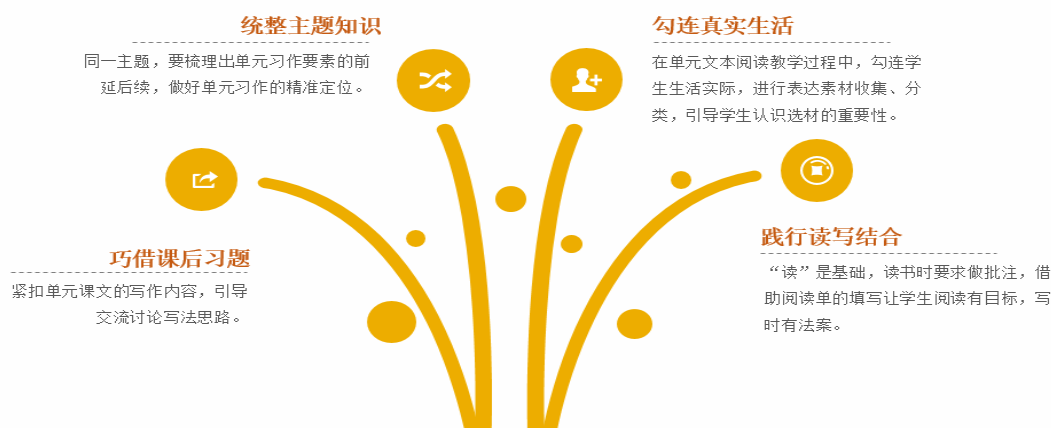 统整主题知识
同一主题，要梳理出单元习作要素的前
延后续，做好单元习作的精准定位。
勾连真实生活
在单元文本阅读教学过程中，勾连学
生生活实际，进行表达素材收集、分
类，引导学生认识选材的重要性。
巧借课后习题
紧扣单元课文的写作内容，引导
交流讨论写法思路。
践行读写结合
“读”是基础，读书时要求做批注，借
助阅读单的填写让学生阅读有目标，写
时有法案。